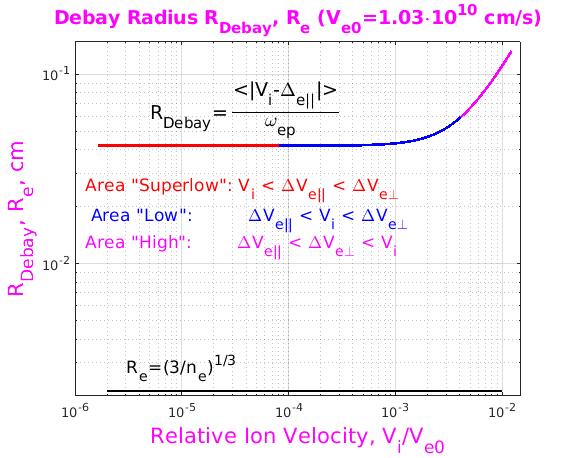 Debay Radius R_Debay, R_e (V_e0=1.03·10^10 cm/s)
R_Debay, R_e, cm
10^-1
10^-2
R_Debay= <|V_i-Δ_e||>
ω_ep
Area "Superlow": V_i < ΔV_e|| < ΔV_e⊥
Area "Low": ΔV_e|| < V_i < ΔV_e⊥
Area "High": ΔV_e|| < ΔV_e⊥ < V_i
R_e=(3/n_e)^1/3
10^-6 10^-5 10^-4 10^-3 10^-2
Relative Ion Velocity, V_i/V_e0